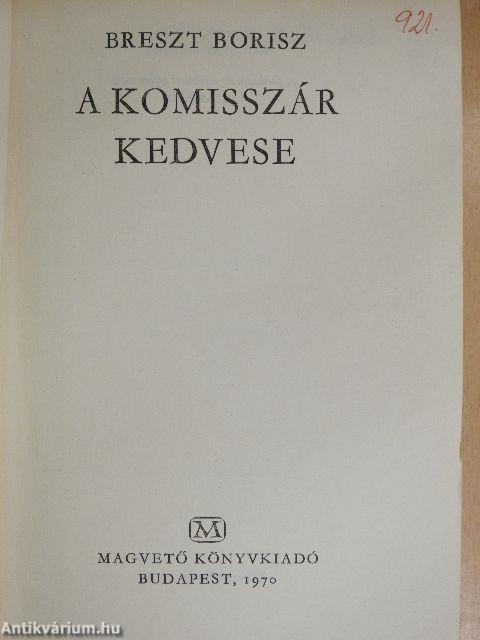 921.
BRESZT BORISZ
A KOMISSZÁR
KEDVESE
M
MAGVETŐ KÖNYVKIADÓ
BUDAPEST, 1970
Antikvárium.hu